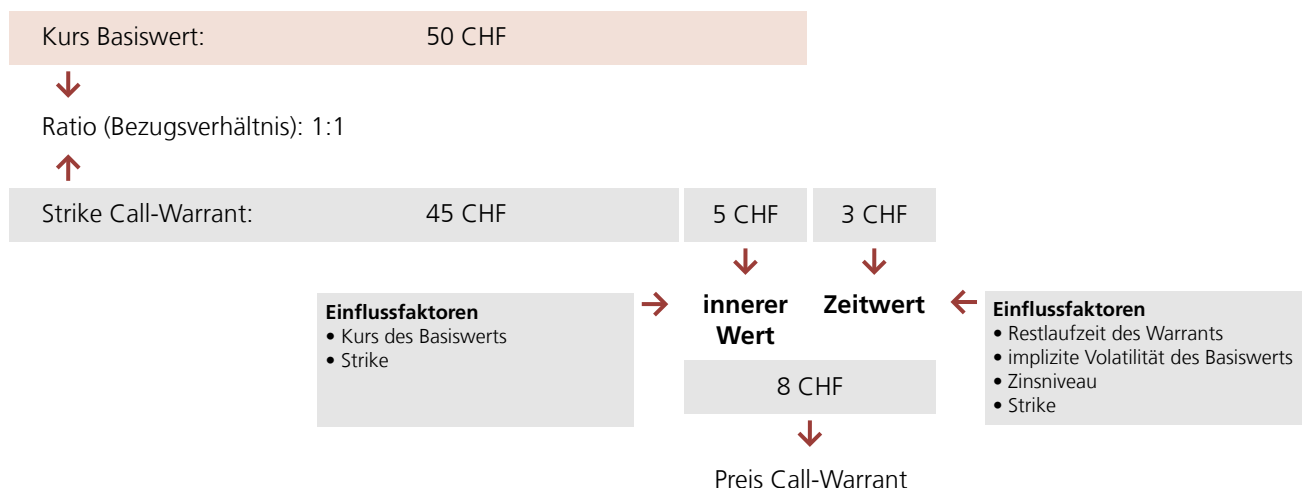 Kurs Basiswert: 50 CHF
Ratio (Bezugsverhältnis): 1:1
Strike Call-Warrant: 45 CHF 5 CHF 3 CHF
Einflussfaktoren
• Kurs des Basiswerts
• Strike
innerer
Wert
Zeitwert
Einflussfaktoren
• Restlaufzeit des Warrants
• implizite Volatilität des Basiswerts
• Zinsniveau
• Strike
8 CHF
Preis Call-Warrant